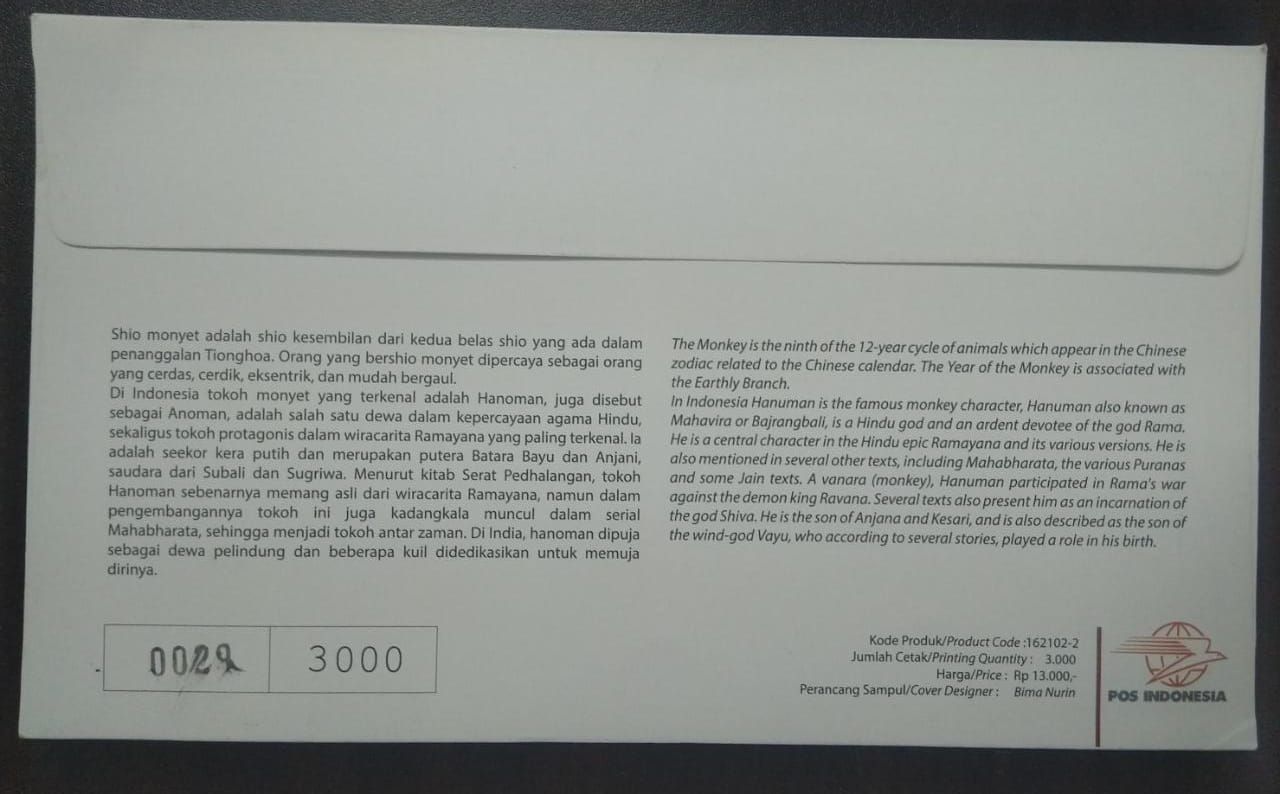 Shio monyet adalah shio kesembilan dari kedua belas shio yang ada dalam
penanggalan Tionghoa. Orang yang bershio monyet dipercaya sebagai orang
yang cerdas, cerdik, eksentrik, dan mudah bergaul.
Di Indonesia tokoh monyet yang terkenal adalah Hanoman, juga disebut
sebagai Anoman, adalah salah satu dewa dalam kepercayaan agama Hindu,
sekaligus tokoh protagonis dalam wiracarita Ramayana yang paling terkenal. Ia
adalah seekor kera putih dan merupakan putera Batara Bayu dan Anjani,
saudara dari Subali dan Sugriwa. Menurut kitab Serat Pedhalangan, tokoh
Hanoman sebenarnya memang asli dari wiracarita Ramayana, namun dalam
pengembangannya tokoh ini juga kadangkala muncul dalam serial
Mahabharata, sehingga menjadi tokoh antar zaman. Di India, hanoman dipuja
sebagai dewa pelindung dan beberapa kuil didedikasikan untuk memuja
dirinya.
The Monkey is the ninth of the 12-year cycle of animals which appear in the Chinese
zodiac related to the Chinese calendar. The Year of the Monkey is associated with
the Earthly Branch.
In Indonesia Hanuman is the famous monkey character, Hanuman also known as
Mahavira or Bajrangbali, is a Hindu god and an ardent devotee of the god Rama.
He is a central character in the Hindu epic Ramayana and its various versions. He is
also mentioned in several other texts, including Mahabharata, the various Puranas
and some Jain texts. A vanara (monkey), Hanuman participated in Rama's war
against the demon king Ravana. Several texts also present him as an incarnation of
the god Shiva. He is the son of Anjana and Kesari, and is also described as the son of
the wind-god Vayu, who according to several stories, played a role in his birth.
3000
Kode Produk/Product Code :162102-2
Jumlah Cetak/Printing Quantity : 3.000
Harga/Price : Rp 13.000,-
Perancang Sampul/Cover Designer : Bima Nurin
POS INDONESIA